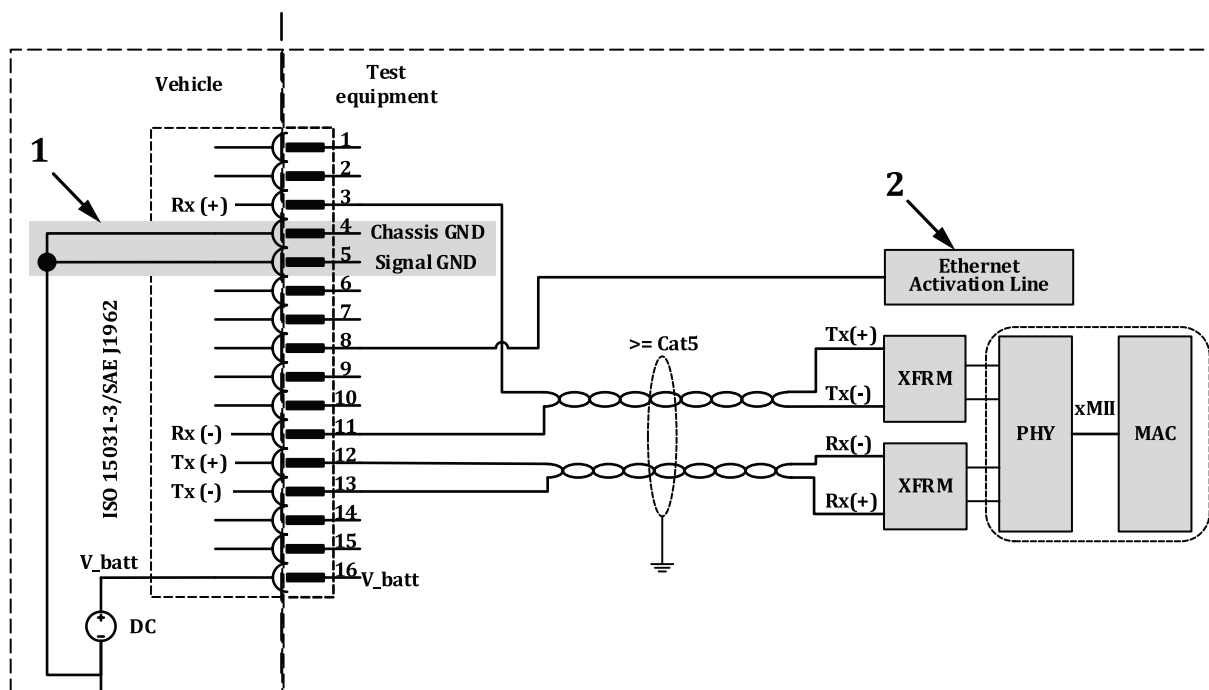 Vehicle
Test
equipment
1
2
1
2
Rx (+)
3
4
Chassis GND
5
Signal GND
6
7
8
9
10
Rx (-)
11
Tx (+)
12
Tx (-)
13
14
15
V_batt
16
V_batt
DC
ISO 15031-3/SAE J1962
Ethernet
Activation Line
>= Cat5
Tx(+)
Tx(-)
XFRM
Rx(-)
Rx(+)
XFRM
PHY
xMII
MAC